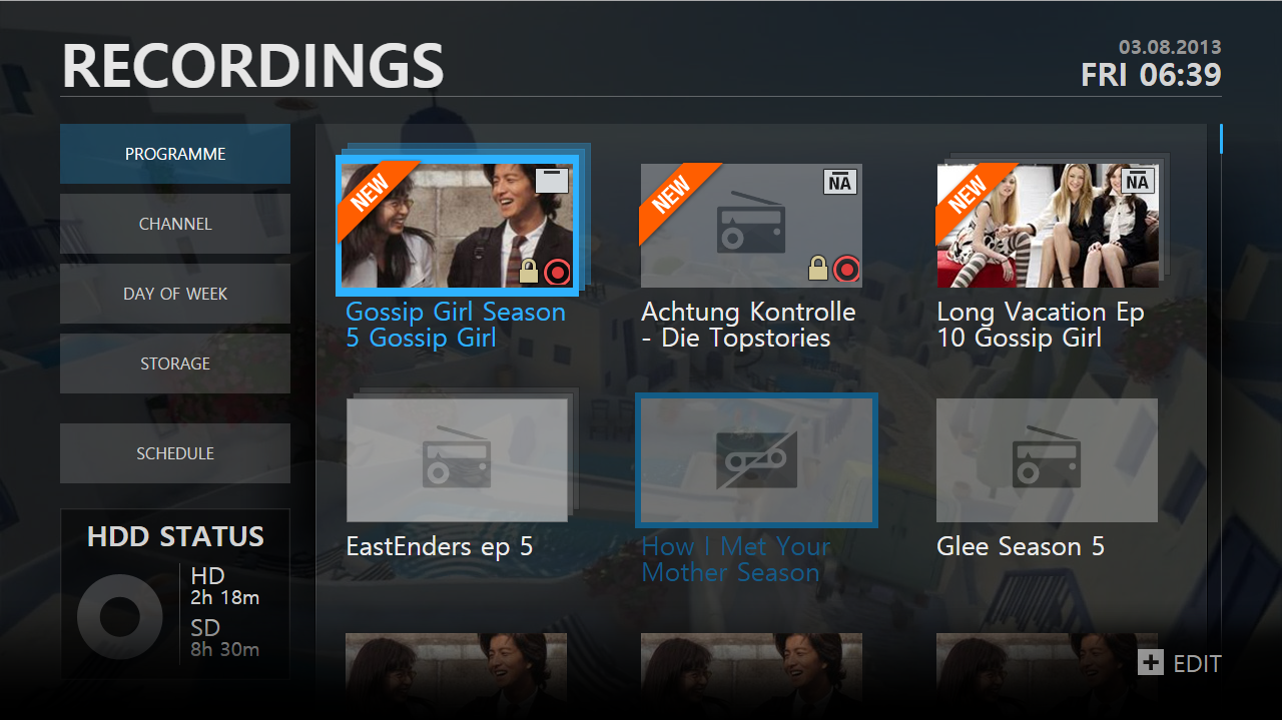 RECORDINGS
03.08.2013
FRI 06:39
PROGRAMME
CHANNEL
DAY OF WEEK
STORAGE
SCHEDULE
HDD STATUS
HD
2h 18m
SD
8h 30m
NEW
Gossip Girl Season
5 Gossip Girl
NEW
NA
Achtung Kontrolle
- Die Topstories
NEW
NA
Long Vacation Ep
10 Gossip Girl
EastEnders ep 5
How I Met Your
Mother Season
Glee Season 5
EDIT